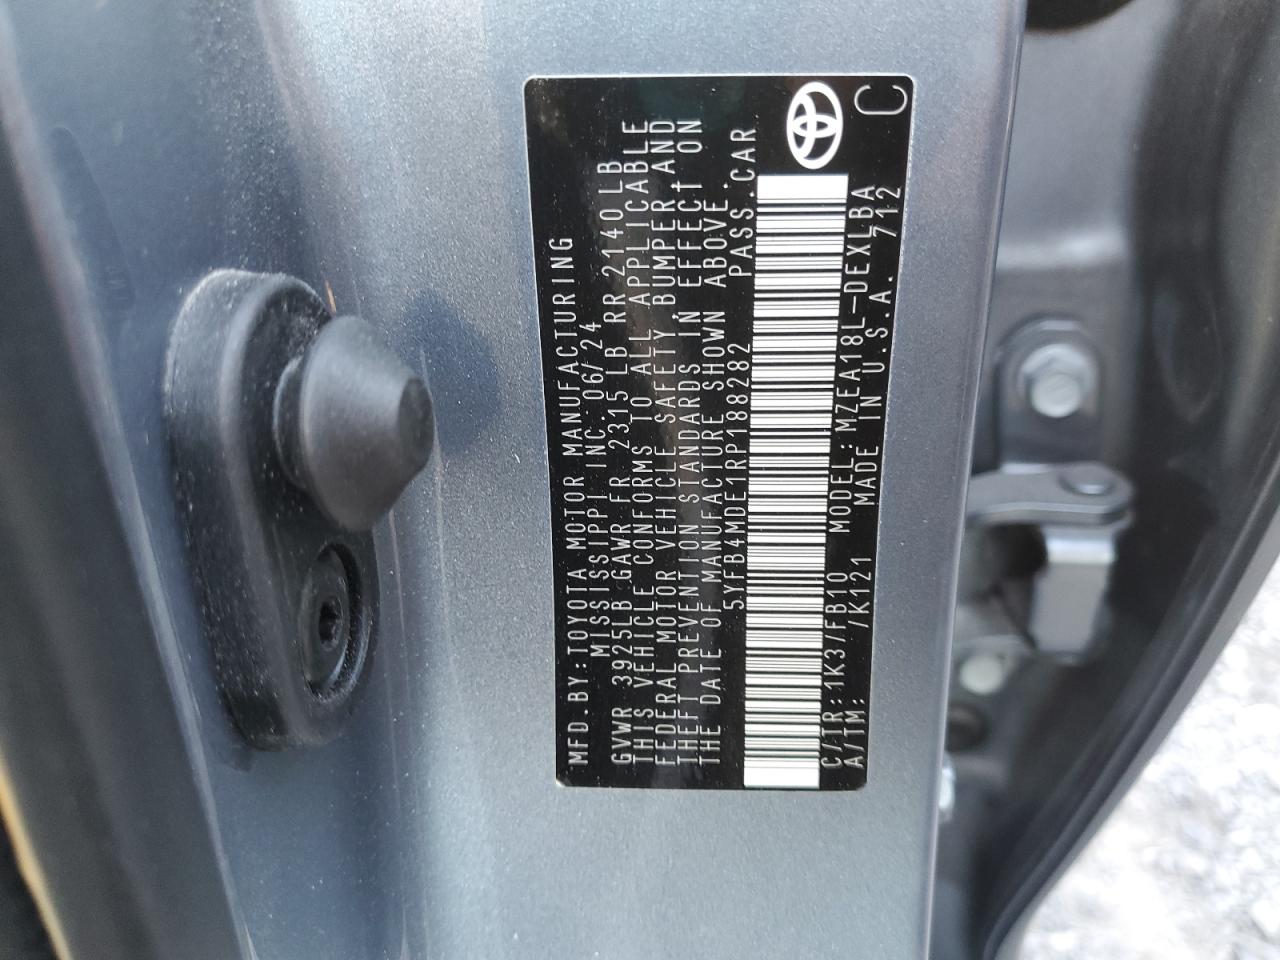 MFD.BY:TOYOTA MOTOR MANUFACTURING
MISSISSIPPI INC. 06/24
GVWR 3925LB GAWR FR 2315 LB RR 2140 LB
THIS VEHICLE CONFORMS TO ALL APPLICABLE
FEDERAL MOTOR VEHICLE SAFETY, BUMPER AND
THEFT PREVENTION STANDARDS IN EFFECT ON
THE DATE OF MANUFACTURE SHOWN ABOVE.
5YFB4MDE1RP188282 PASS.CAR
C/TR:1K3/FB10 MODEL:MZEA18L-DEXLBA
A/TM: /K121 MADE IN U.S.A. 712
C